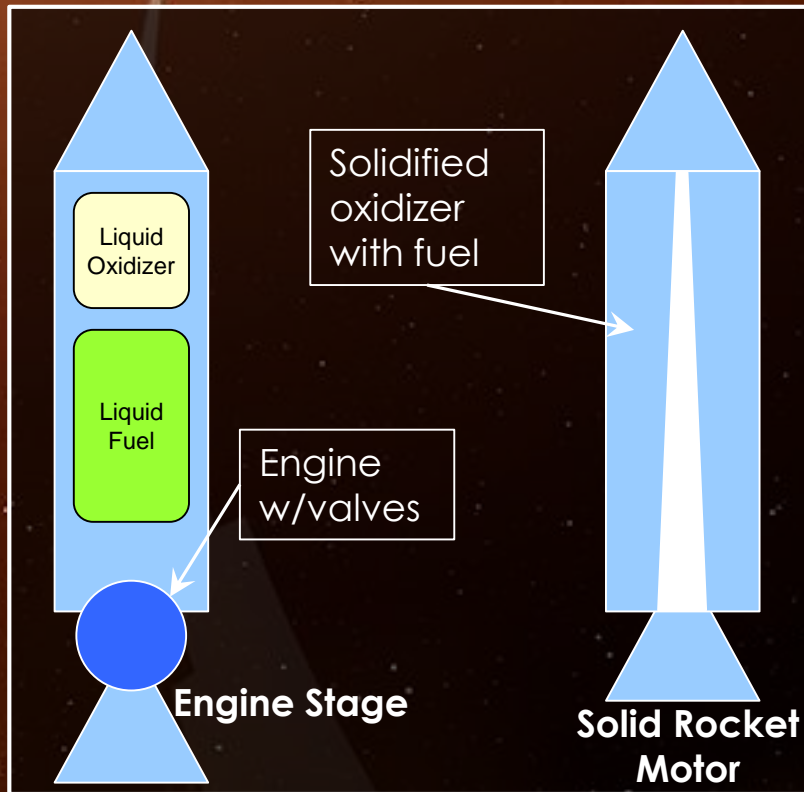 Liquid
Oxidizer
Liquid
Fuel
Engine
w/valves
Engine Stage
Solidified
oxidizer
with fuel
Solid Rocket
Motor